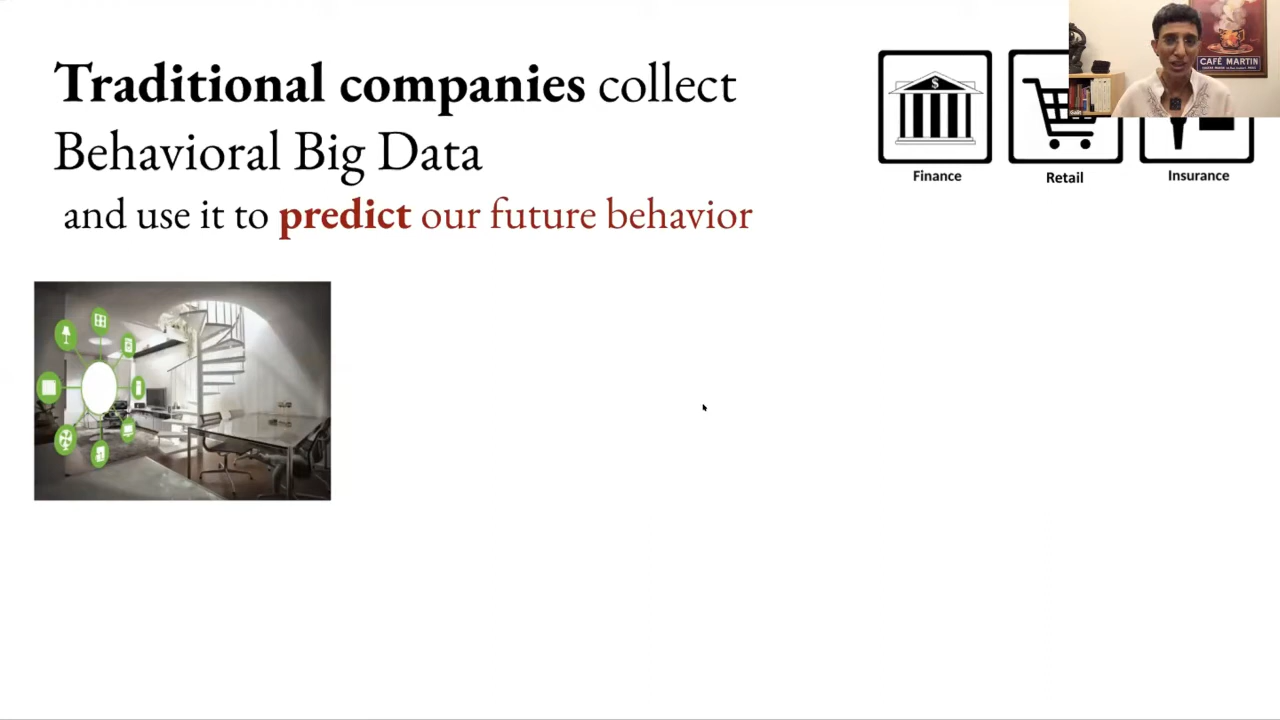 Traditional companies collect
Behavioral Big Data
and use it to predict our future behavior
$
Finance
Retail
Insurance
CAFÉ MARTIN